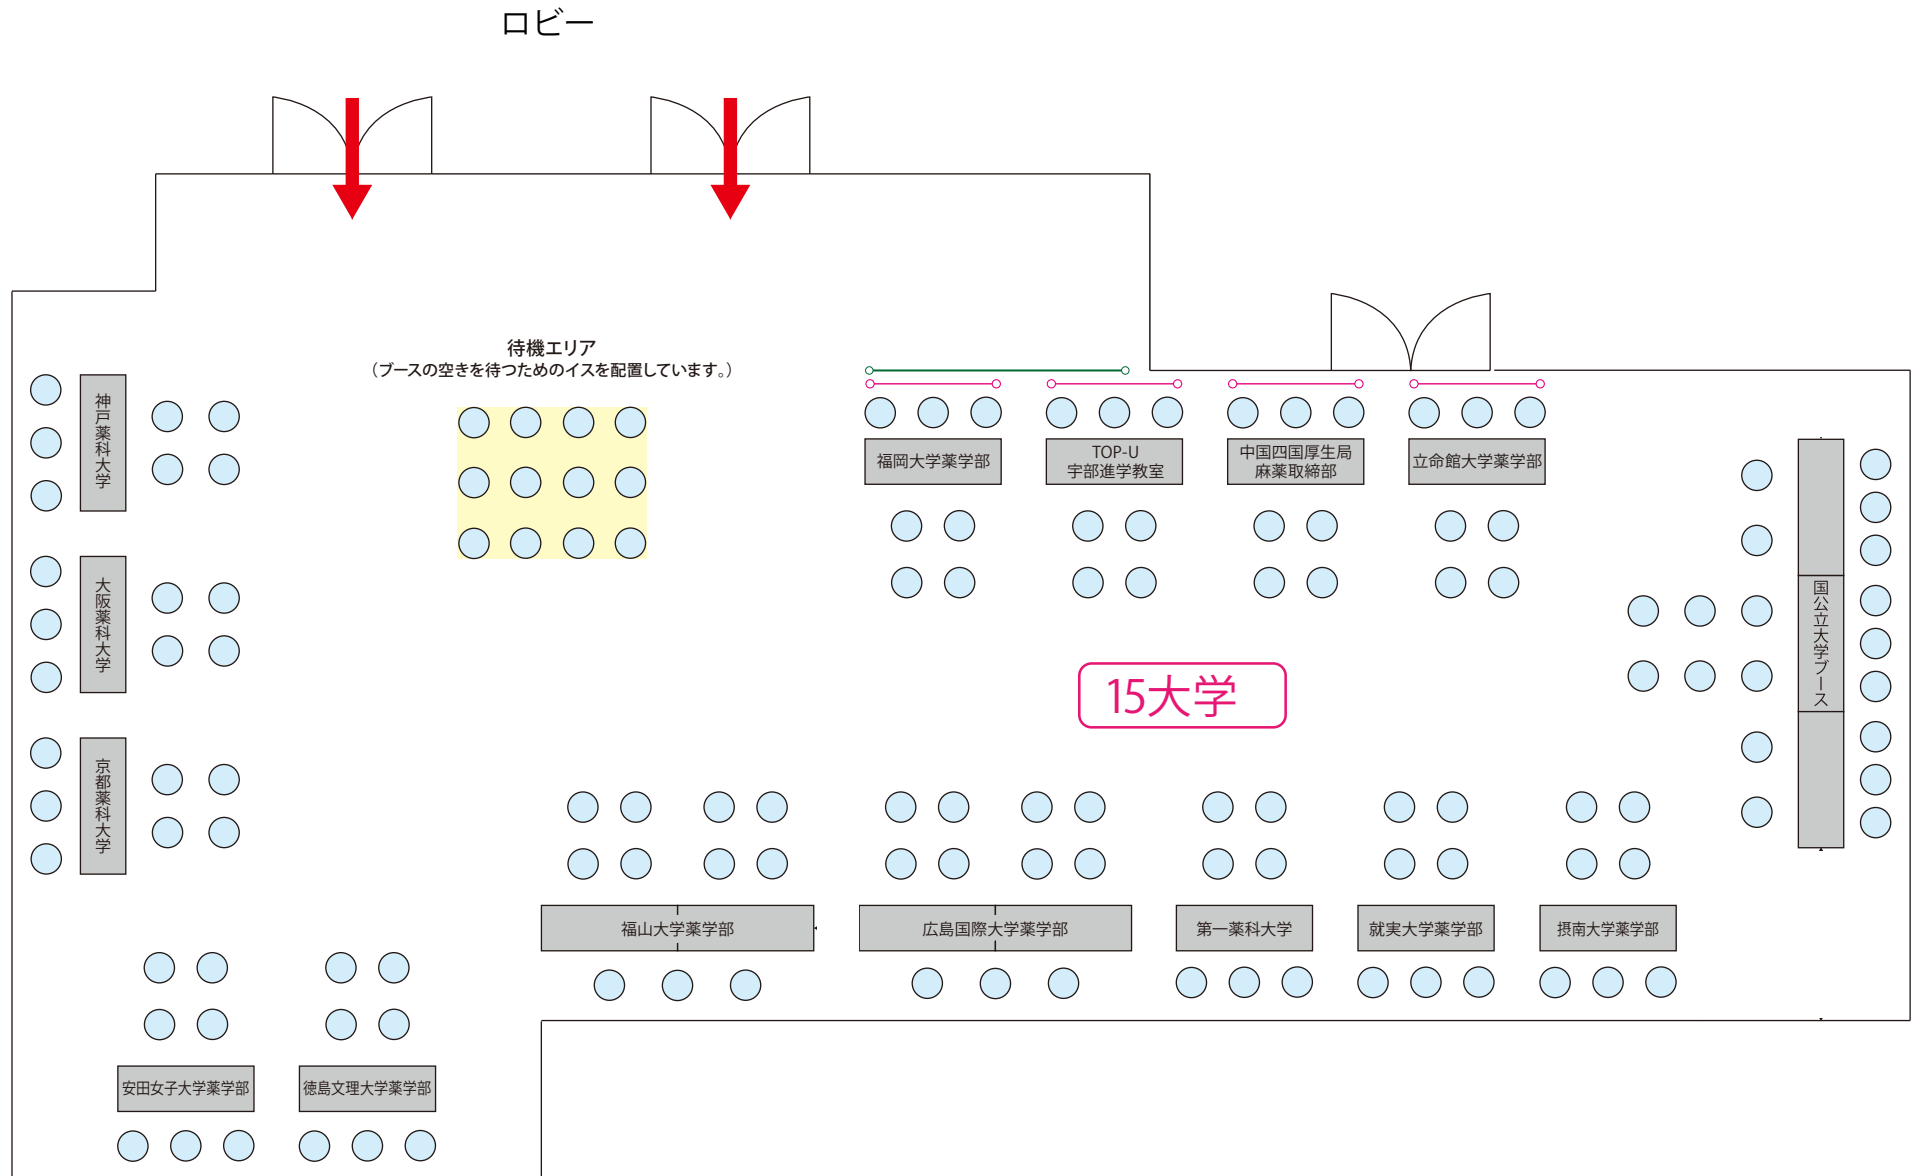 ロビー
待機エリア
（ブースの空きを待つためのイスを配置しています。）
神戸薬科大学
大阪薬科大学
京都薬科大学
福岡大学薬学部
TOP-U
宇部進学教室
中国四国厚生局
麻薬取締部
立命館大学薬学部
国公立大学ブース
15大学
福山大学薬学部
広島国際大学薬学部
第一薬科大学
就実大学薬学部
摂南大学薬学部
安田女子大学薬学部
徳島文理大学薬学部